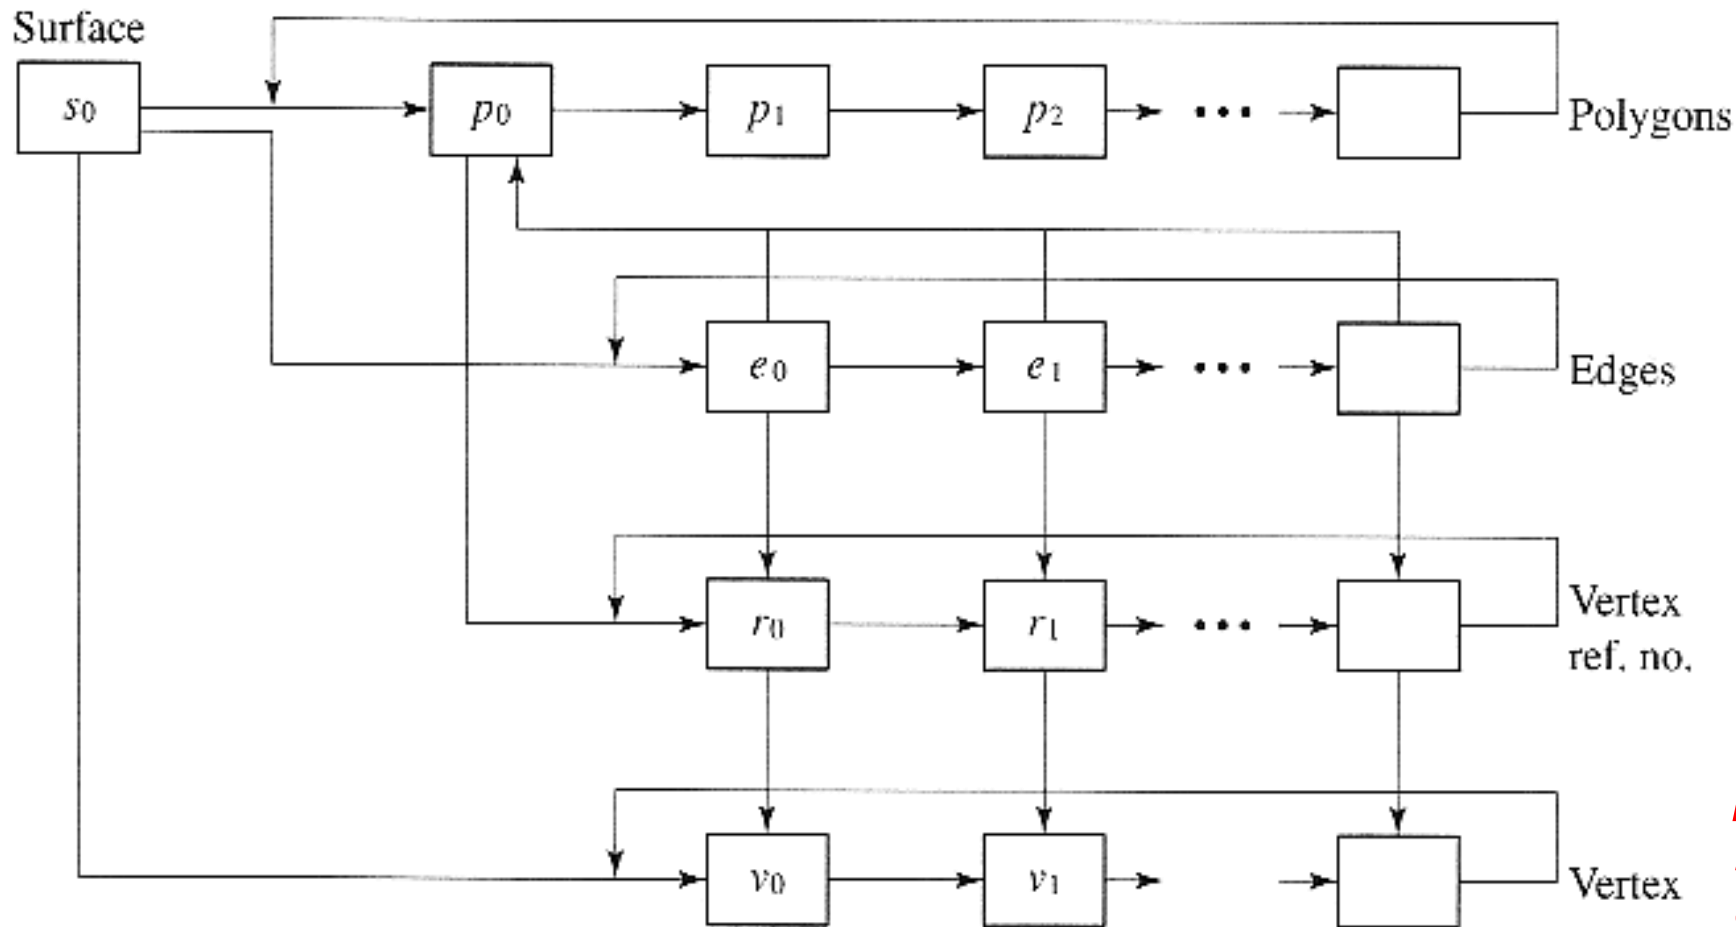 Surface
s0 p0 p1 p2 ••• Polygons
e0 e1 ••• Edges
r0 r1 ••• Vertex
ref. no.
v0 v1 Vertex